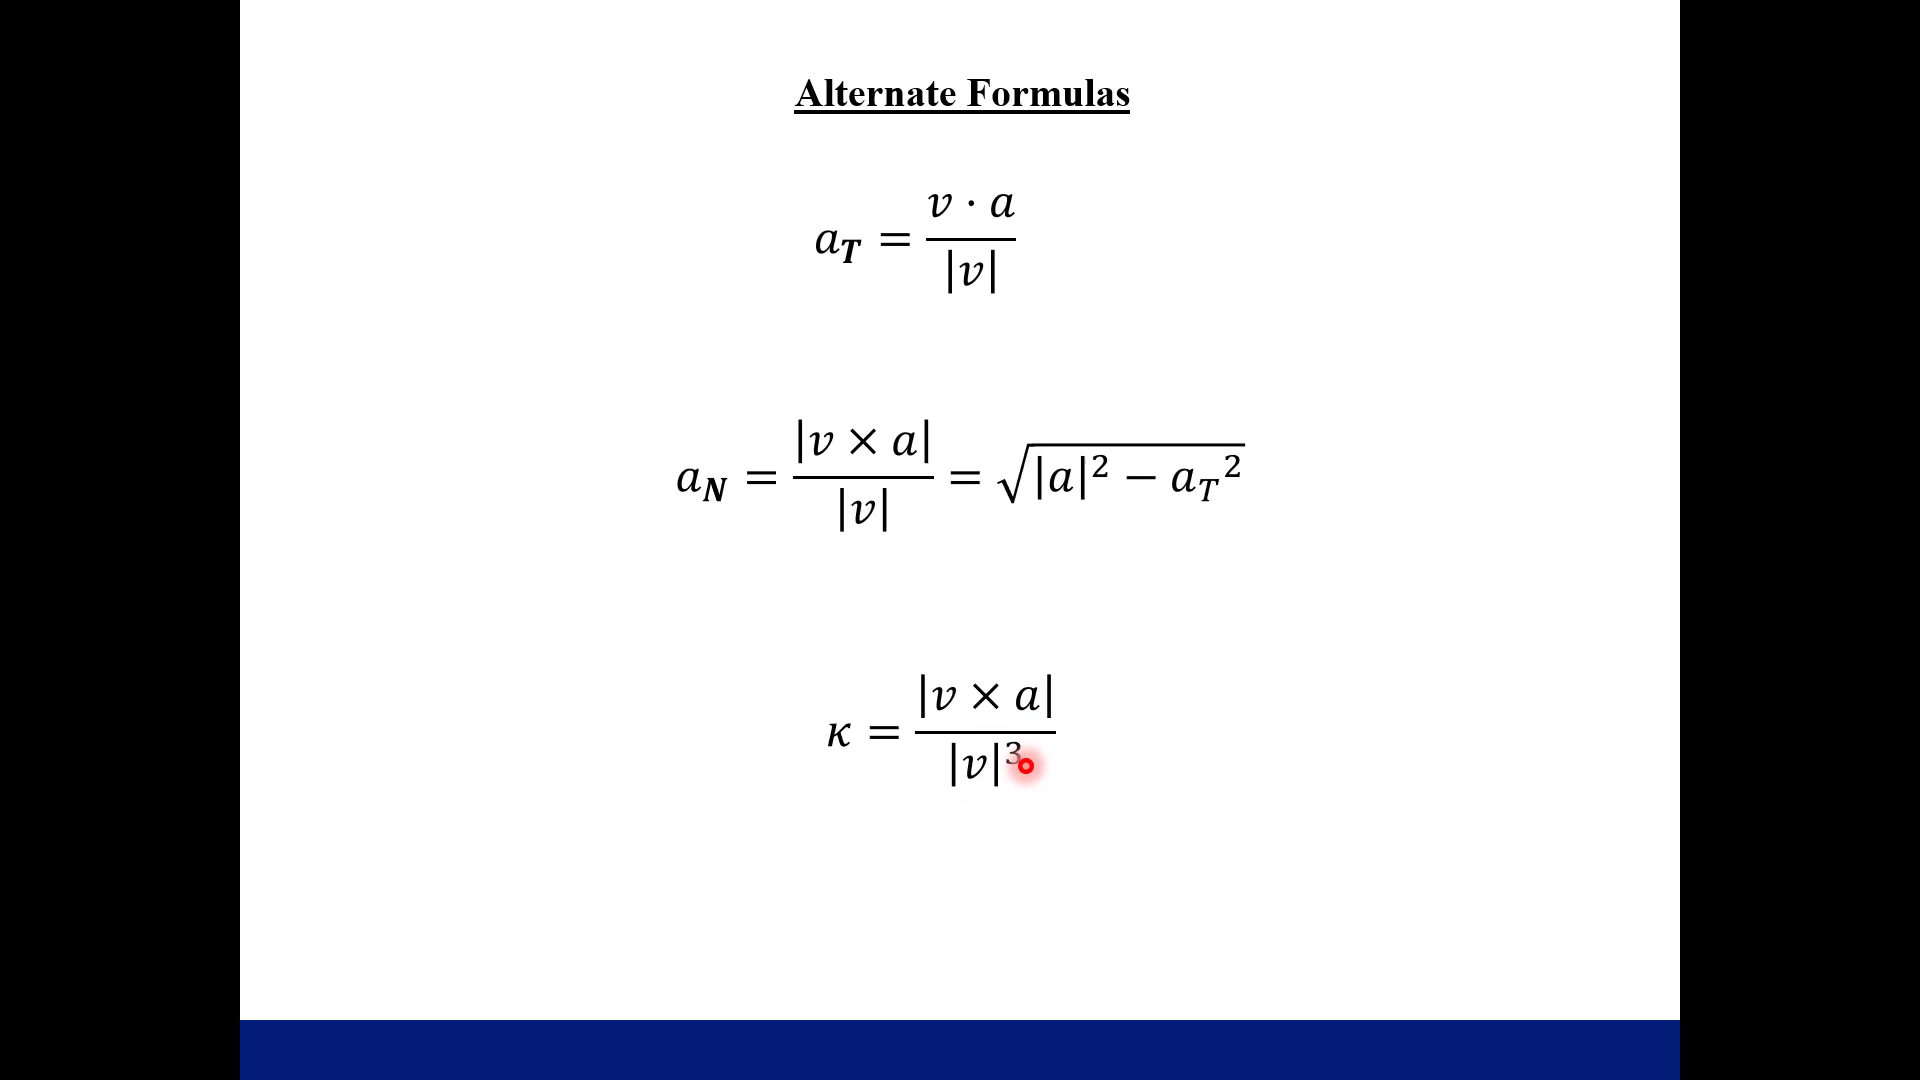 Alternate Formulas
a_T = (v · a) / |v|
a_N = |v × a| / |v| = √(|a|² − a_T²)
κ = |v × a| / |v|³